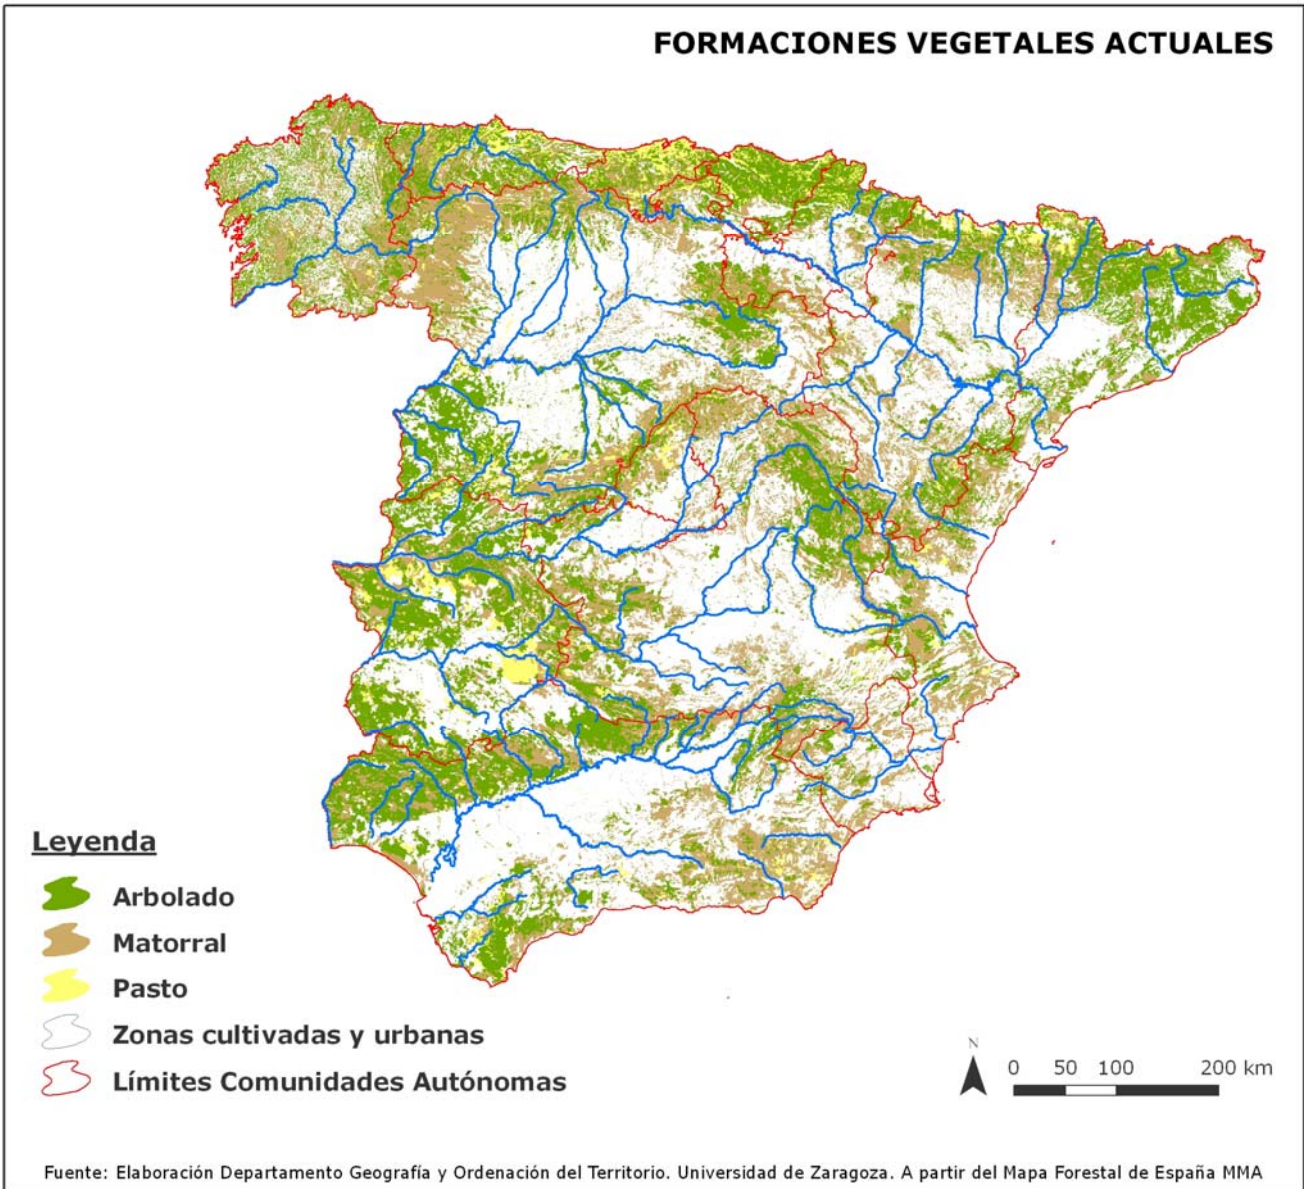 FORMACIONES VEGETALES ACTUALES
Leyenda
Arbolado
Matorral
Pasto
Zonas cultivadas y urbanas
Límites Comunidades Autónomas
N
0 50 100 200 km
Fuente: Elaboración Departamento Geografía y Ordenación del Territorio. Universidad de Zaragoza. A partir del Mapa Forestal de España MMA